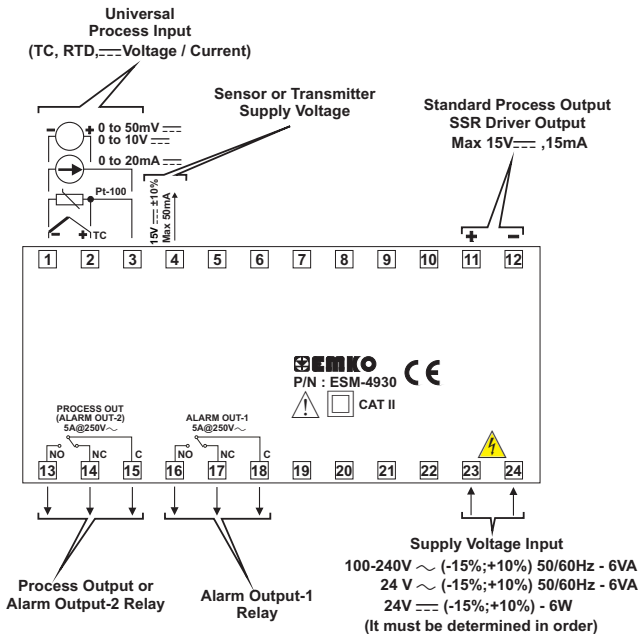 Universal
Process Input
(TC, RTD,⎓Voltage / Current)
Sensor or Transmitter
Supply Voltage
Standard Process Output
SSR Driver Output
Max 15V⎓ ,15mA
- + 0 to 50mV ⎓
0 to 10V ⎓
0 to 20mA ⎓
Pt-100
- + TC
15V ⎓ ±10%
Max 50mA
+ -
1 2 3 4 5 6 7 8 9 10 11 12
EMKO
P/N : ESM-4930
CE
CAT II
PROCESS OUT
(ALARM OUT-2)
5A@250V～
NO NC C
ALARM OUT-1
5A@250V～
NO NC C
13 14 15 16 17 18 19 20 21 22 23 24
Process Output or
Alarm Output-2 Relay
Alarm Output-1
Relay
Supply Voltage Input
100-240V ～ (-15%;+10%) 50/60Hz - 6VA
24 V ～ (-15%;+10%) 50/60Hz - 6VA
24V ⎓ (-15%;+10%) - 6W
(It must be determined in order)